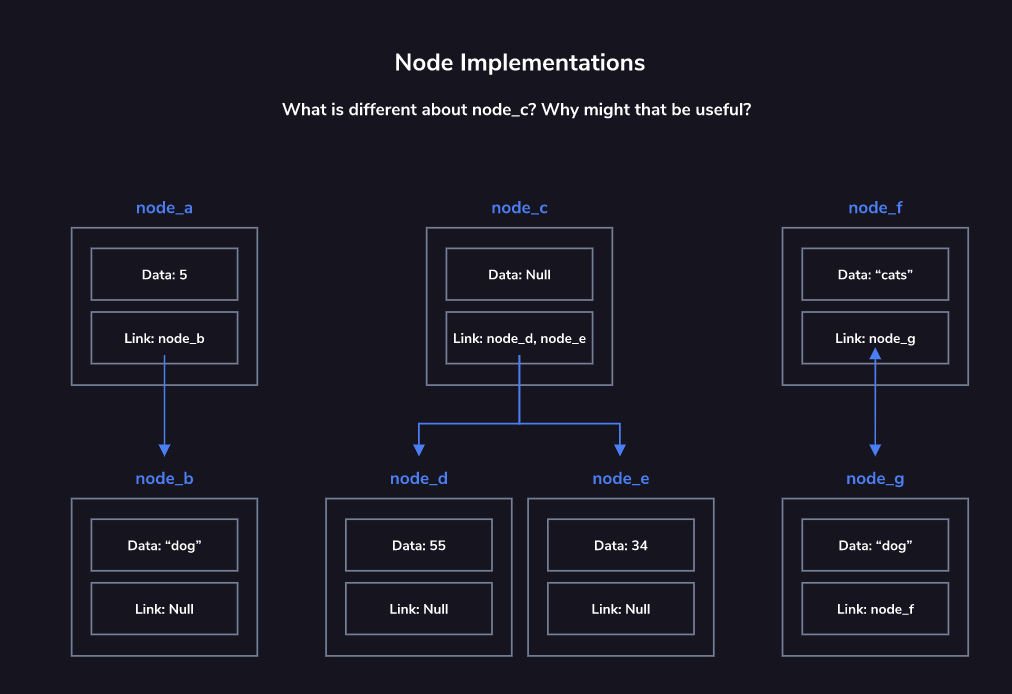 Node Implementations
What is different about node_c? Why might that be useful?
node_a
Data: 5
Link: node_b
node_b
Data: “dog”
Link: Null
node_c
Data: Null
Link: node_d, node_e
node_d
Data: 55
Link: Null
node_e
Data: 34
Link: Null
node_f
Data: “cats”
Link: node_g
node_g
Data: “dog”
Link: node_f